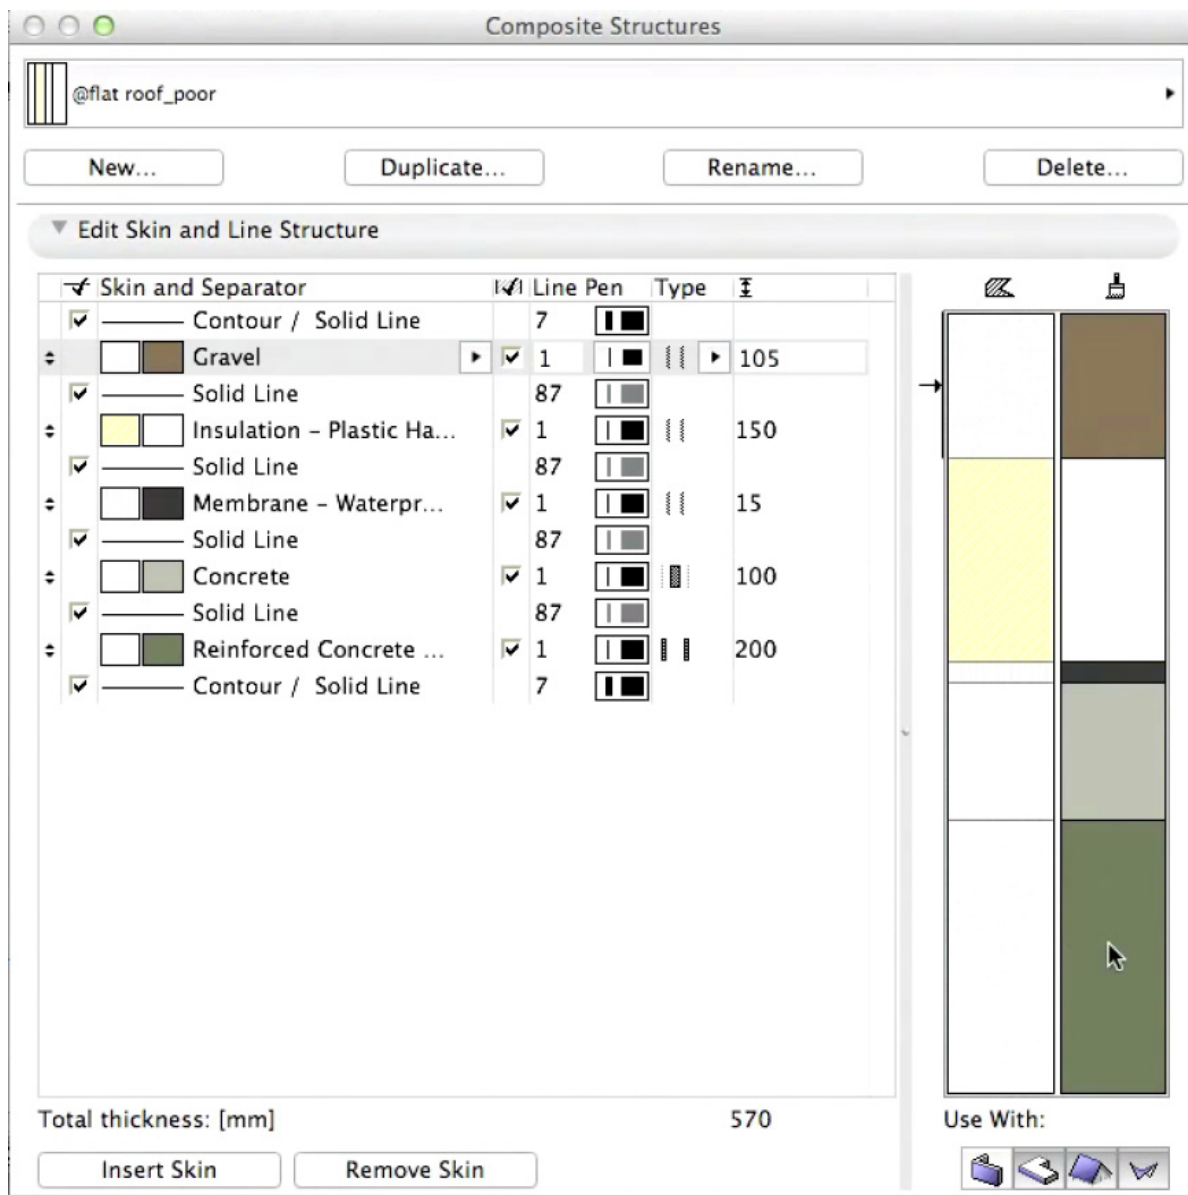 Composite Structures
@flat roof_poor
New... Duplicate... Rename... Delete...
Edit Skin and Line Structure
Skin and Separator Line Pen Type
Contour / Solid Line 7
Gravel 1 105
Solid Line 87
Insulation - Plastic Ha... 1 150
Solid Line 87
Membrane - Waterpr... 1 15
Solid Line 87
Concrete 1 100
Solid Line 87
Reinforced Concrete ... 1 200
Contour / Solid Line 7
Total thickness: [mm] 570
Use With:
Insert Skin Remove Skin